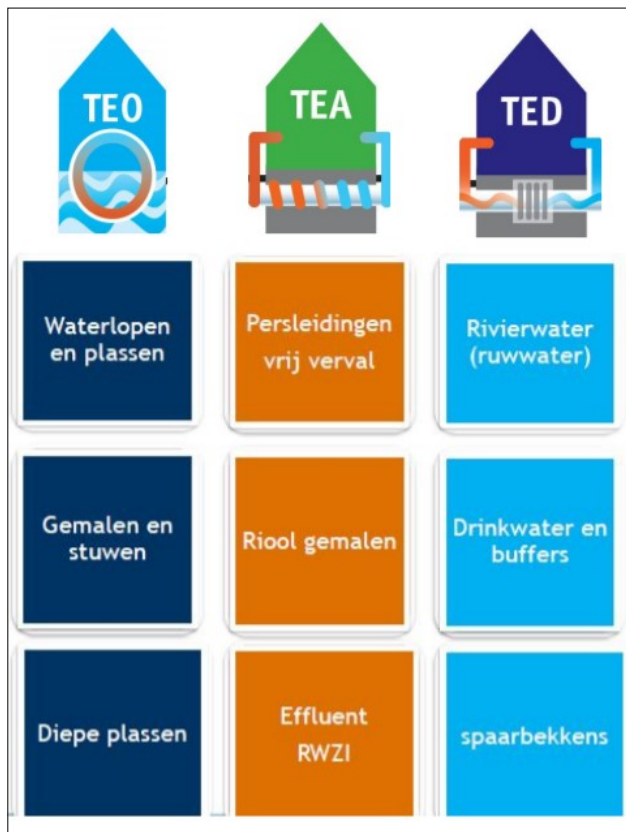 TEO
TEA
TED
Waterlopen
en plassen
Persleidingen
vrij verval
Rivierwater
(ruwwater)
Gemalen en
stuwen
Riool gemalen
Drinkwater en
buffers
Diepe plassen
Effluent
RWZI
spaarbekkens